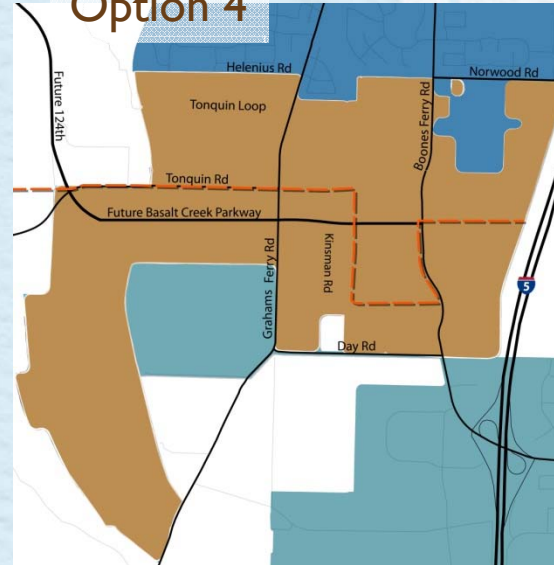 Option 4
Helenius Rd
Norwood Rd
Future 124th
Tonquin Loop
Boones Ferry Rd
Tonquin Rd
Future Basalt Creek Parkway
Grahams Ferry Rd
Kinsman Rd
5
Day Rd